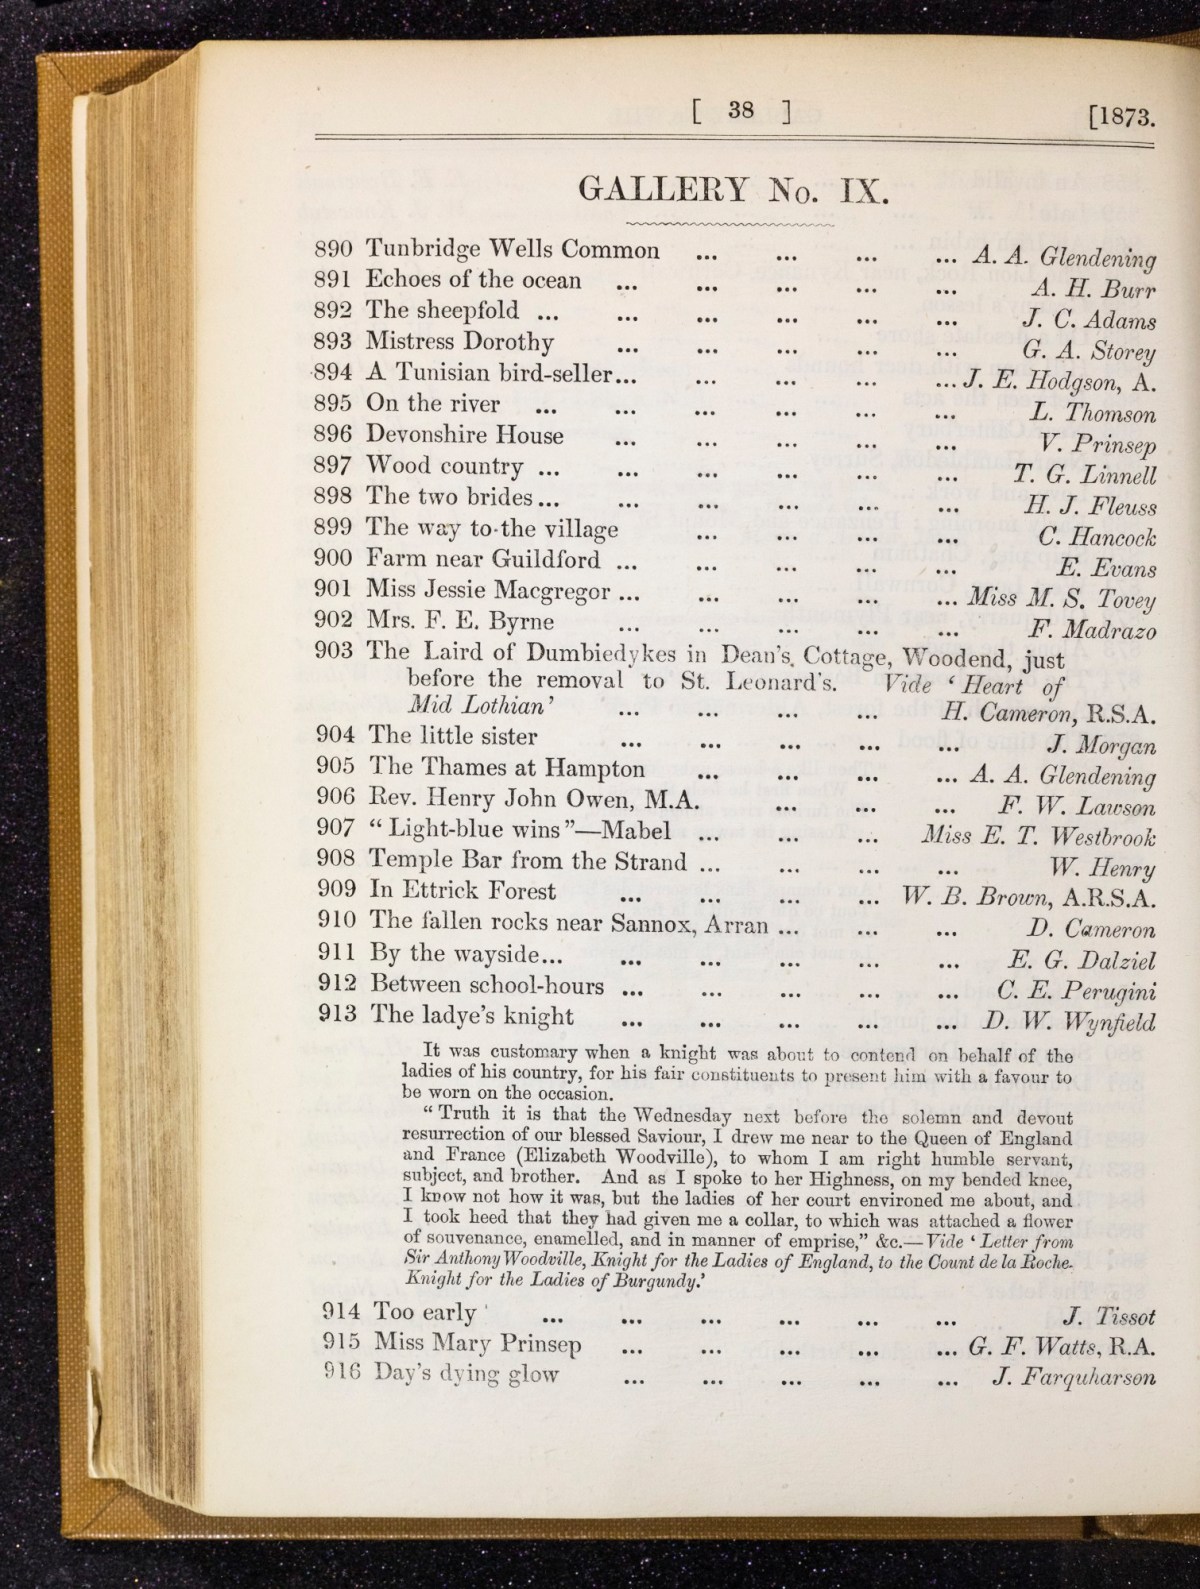 [ 38 ] [1873.
GALLERY No. IX.
890 Tunbridge Wells Common ... ... ... ... A. A. Glendening
891 Echoes of the ocean ... ... ... ... ... A. H. Burr
892 The sheepfold ... ... ... ... ... ... J. C. Adams
893 Mistress Dorothy ... ... ... ... ... G. A. Storey
894 A Tunisian bird-seller... ... ... ... ... J. E. Hodgson, A.
895 On the river ... ... ... ... ... ... L. Thomson
896 Devonshire House ... ... ... ... ... V. Prinsep
897 Wood country ... ... ... ... ... ... T. G. Linnell
898 The two brides ... ... ... ... ... ... H. J. Fleuss
899 The way to the village ... ... ... ... C. Hancock
900 Farm near Guildford ... ... ... ... ... E. Evans
901 Miss Jessie Macgregor ... ... ... ... ... Miss M. S. Tovey
902 Mrs. F. E. Byrne ... ... ... ... ... F. Madrazo
903 The Laird of Dumbiedykes in Dean's Cottage, Woodend, just
before the removal to St. Leonard's. Vide ‘Heart of
Mid Lothian’ ... ... ... ... H. Cameron, R.S.A.
904 The little sister ... ... ... ... ... J. Morgan
905 The Thames at Hampton ... ... ... ... A. A. Glendening
906 Rev. Henry John Owen, M.A. ... ... ... F. W. Lawson
907 “Light-blue wins”—Mabel ... ... ... Miss E. T. Westbrook
908 Temple Bar from the Strand ... ... ... ... W. Henry
909 In Ettrick Forest ... ... ... ... W. B. Brown, A.R.S.A.
910 The fallen rocks near Sannox, Arran ... ... ... D. Cameron
911 By the wayside... ... ... ... ... ... E. G. Dalziel
912 Between school-hours ... ... ... ... ... C. E. Perugini
913 The ladye's knight ... ... ... ... ... D. W. Wynfield
It was customary when a knight was about to contend on behalf of the
ladies of his country, for his fair constituents to present him with a favour to
be worn on the occasion.
“Truth it is that the Wednesday next before the solemn and devout
resurrection of our blessed Saviour, I drew me near to the Queen of England
and France (Elizabeth Woodville), to whom I am right humble servant,
subject, and brother. And as I spoke to her Highness, on my bended knee,
I know not how it was, but the ladies of her court environed me about, and
I took heed that they had given me a collar, to which was attached a flower
of souvenance, enamelled, and in manner of emprise,” &c.—Vide ‘Letter from
Sir Anthony Woodville, Knight for the Ladies of England, to the Count de la Roche-
Knight for the Ladies of Burgundy.’
914 Too early ... ... ... ... ... ... J. Tissot
915 Miss Mary Prinsep ... ... ... ... ... G. F. Watts, R.A.
916 Day's dying glow ... ... ... ... ... J. Farquharson